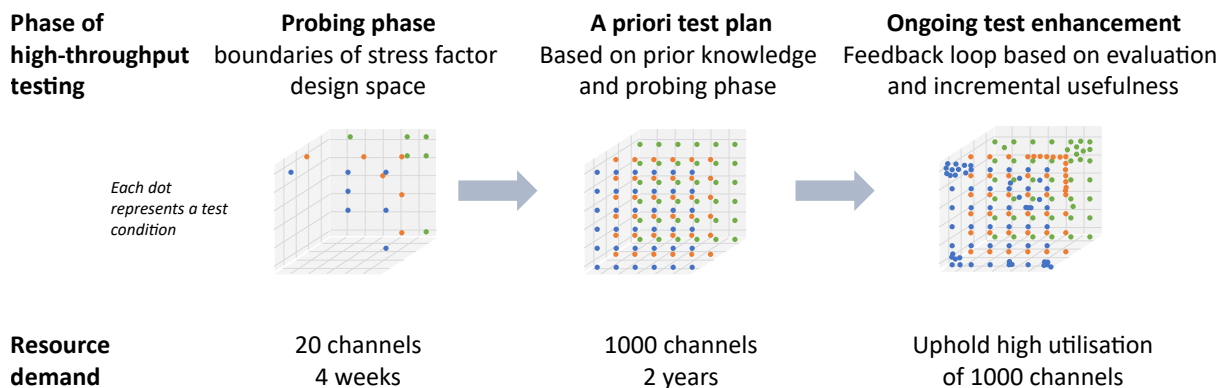 Phase of
high-throughput
testing
Probing phase
boundaries of stress factor
design space
A priori test plan
Based on prior knowledge
and probing phase
Ongoing test enhancement
Feedback loop based on evaluation
and incremental usefulness
Each dot
represents a test
condition
Resource
demand
20 channels
4 weeks
1000 channels
2 years
Uphold high utilisation
of 1000 channels